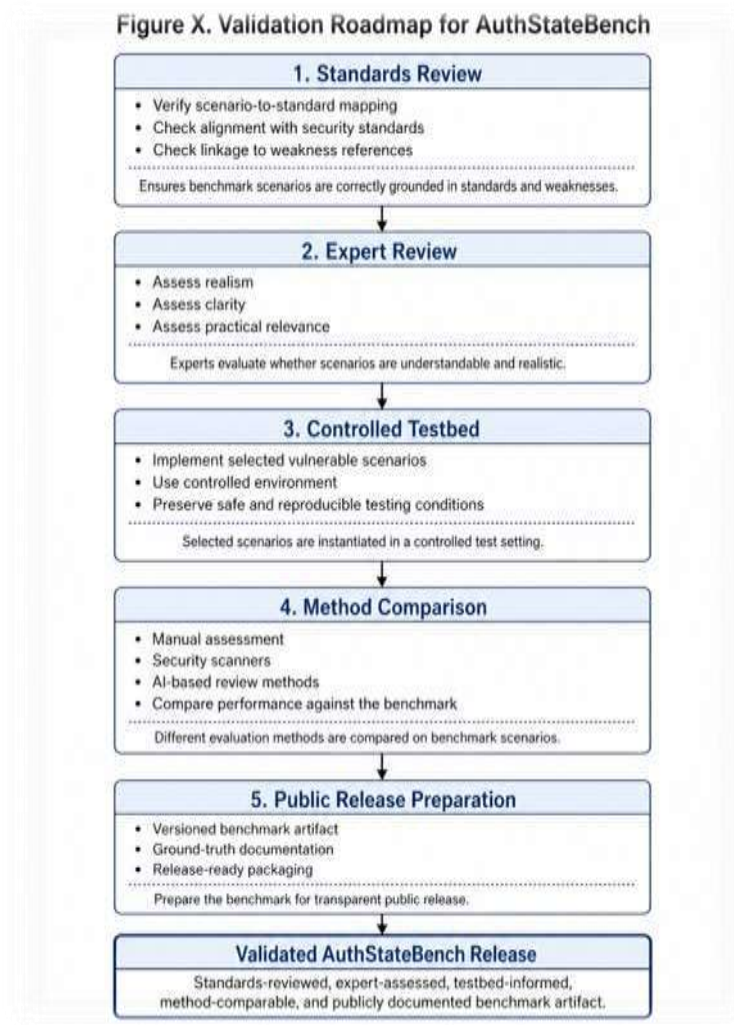 Figure X. Validation Roadmap for AuthStateBench
1. Standards Review
• Verify scenario-to-standard mapping
• Check alignment with security standards
• Check linkage to weakness references
Ensures benchmark scenarios are correctly grounded in standards and weaknesses.
2. Expert Review
• Assess realism
• Assess clarity
• Assess practical relevance
Experts evaluate whether scenarios are understandable and realistic.
3. Controlled Testbed
• Implement selected vulnerable scenarios
• Use controlled environment
• Preserve safe and reproducible testing conditions
Selected scenarios are instantiated in a controlled test setting.
4. Method Comparison
• Manual assessment
• Security scanners
• AI-based review methods
• Compare performance against the benchmark
Different evaluation methods are compared on benchmark scenarios.
5. Public Release Preparation
• Versioned benchmark artifact
• Ground-truth documentation
• Release-ready packaging
Prepare the benchmark for transparent public release.
Validated AuthStateBench Release
Standards-reviewed, expert-assessed, testbed-informed,
method-comparable, and publicly documented benchmark artifact.